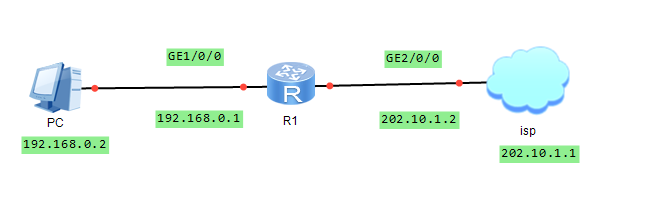 GE1/0/0
GE2/0/0
192.168.0.1
R
R1
202.10.1.2
PC
192.168.0.2
isp
202.10.1.1